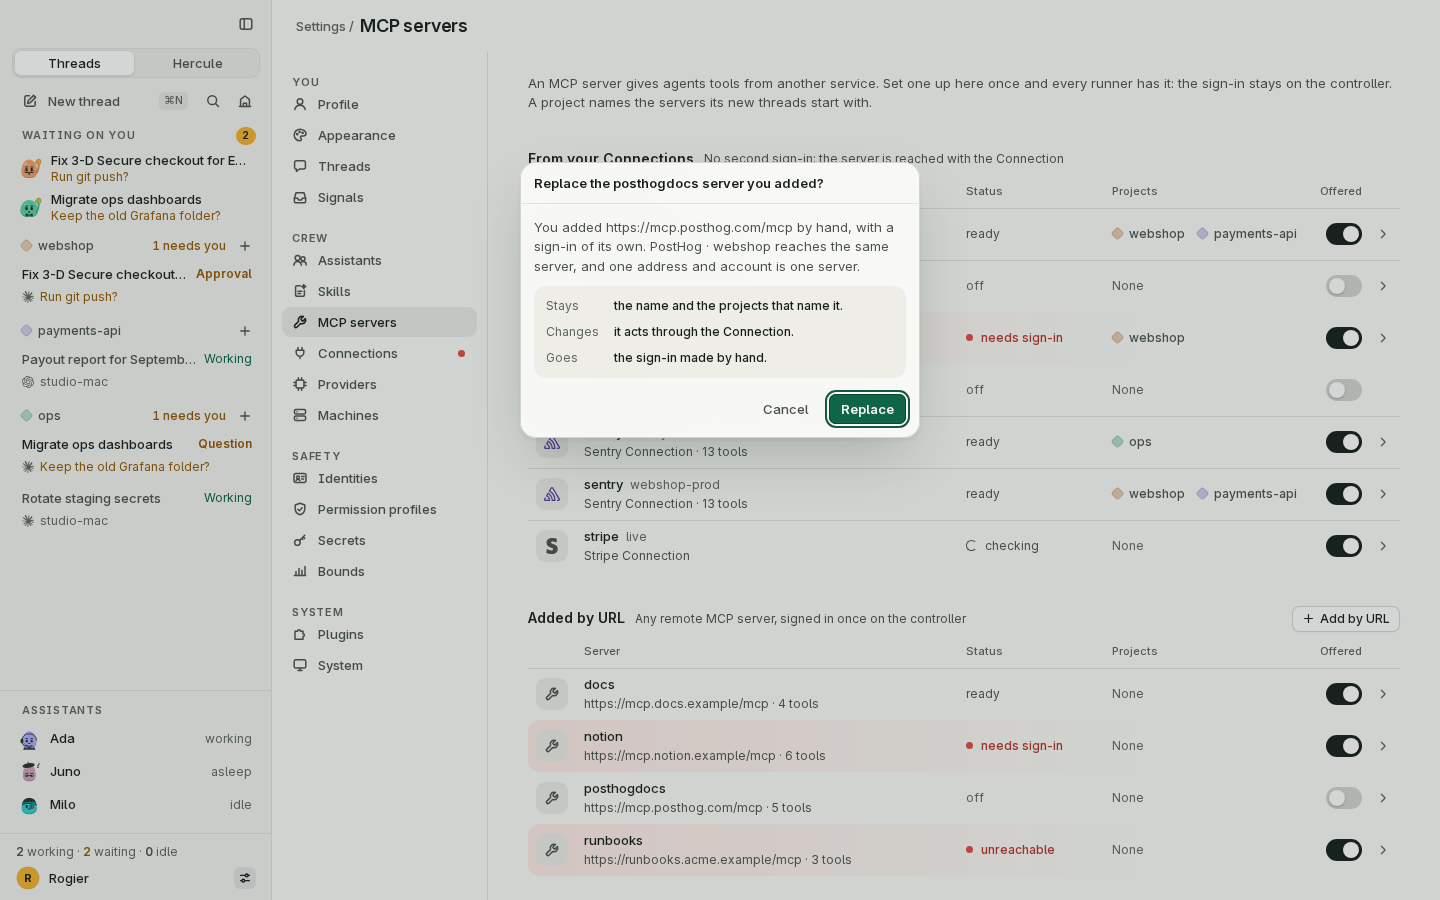 Threads
Hercule
New thread
⌘N
WAITING ON YOU
2
Fix 3-D Secure checkout for E…
Run git push?
Migrate ops dashboards
Keep the old Grafana folder?
webshop
1 needs you
Fix 3-D Secure checkout…
Approval
Run git push?
payments-api
Payout report for Septemb…
Working
studio-mac
ops
1 needs you
Migrate ops dashboards
Question
Keep the old Grafana folder?
Rotate staging secrets
Working
studio-mac
ASSISTANTS
Ada
working
Juno
asleep
Milo
idle
2 working · 2 waiting · 0 idle
R
Rogier
Settings / MCP servers
YOU
Profile
Appearance
Threads
Signals
CREW
Assistants
Skills
MCP servers
Connections
Providers
Machines
SAFETY
Identities
Permission profiles
Secrets
Bounds
SYSTEM
Plugins
System
An MCP server gives agents tools from another service. Set one up here once and every runner has it: the sign-in stays on the controller.
A project names the servers its new threads start with.
From your Connections No second sign-in: the server is reached with the Connection
Status Projects Offered
ready webshop payments-api
off None
needs sign-in webshop
off None
ready ops
Sentry Connection · 13 tools
sentry webshop-prod
Sentry Connection · 13 tools
ready webshop payments-api
stripe live
Stripe Connection
checking None
Replace the posthogdocs server you added?
You added https://mcp.posthog.com/mcp by hand, with a
sign-in of its own. PostHog · webshop reaches the same
server, and one address and account is one server.
Stays the name and the projects that name it.
Changes it acts through the Connection.
Goes the sign-in made by hand.
Cancel
Replace
Added by URL Any remote MCP server, signed in once on the controller
Add by URL
Server Status Projects Offered
docs
https://mcp.docs.example/mcp · 4 tools
ready None
notion
https://mcp.notion.example/mcp · 6 tools
needs sign-in None
posthogdocs
https://mcp.posthog.com/mcp · 5 tools
off None
runbooks
https://runbooks.acme.example/mcp · 3 tools
unreachable None